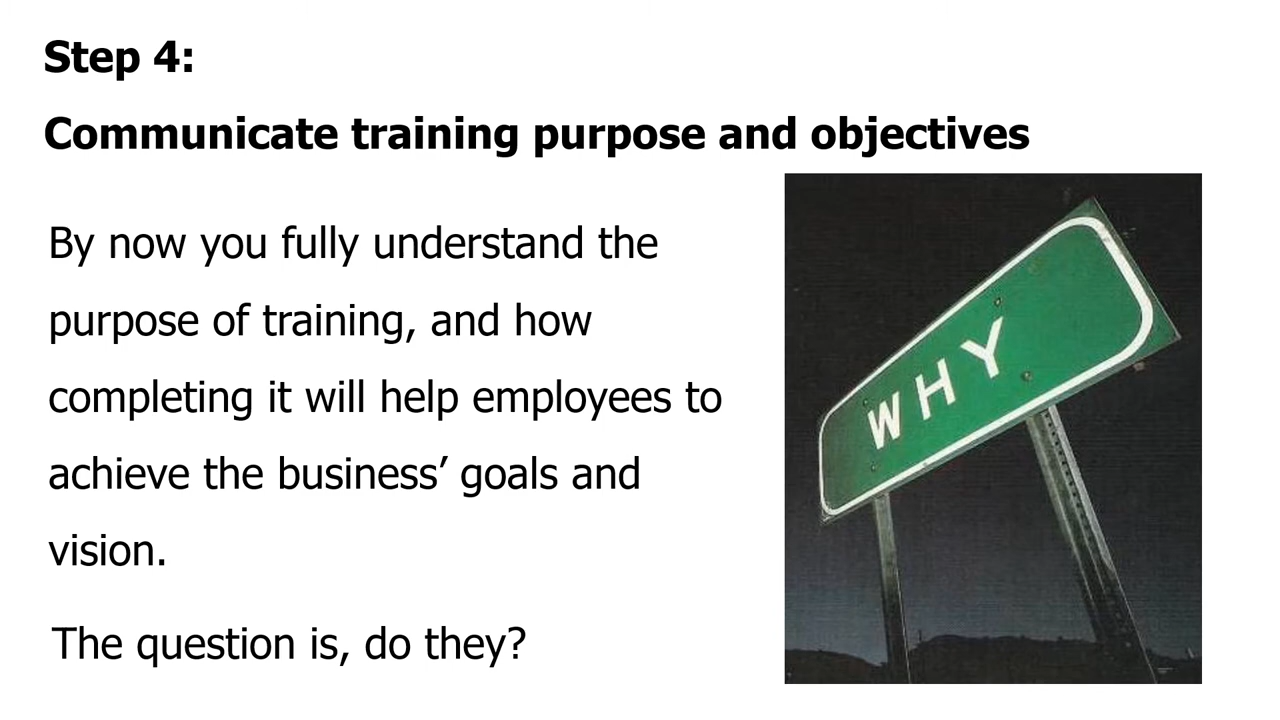 Step 4:
Communicate training purpose and objectives
By now you fully understand the
purpose of training, and how
completing it will help employees to
achieve the business’ goals and
vision.
The question is, do they?
WHY